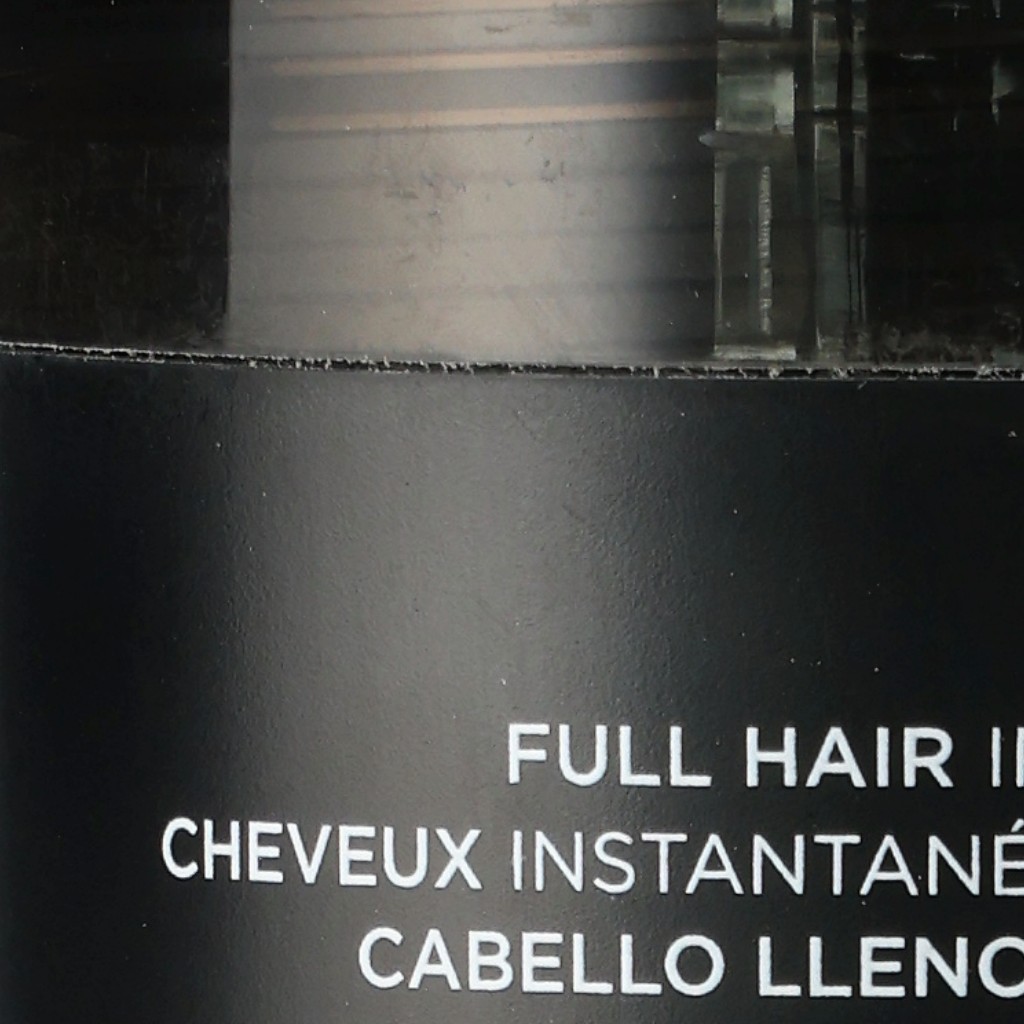 FULL HAIR
CHEVEUX INSTANTANÉ
CABELLO LLENO